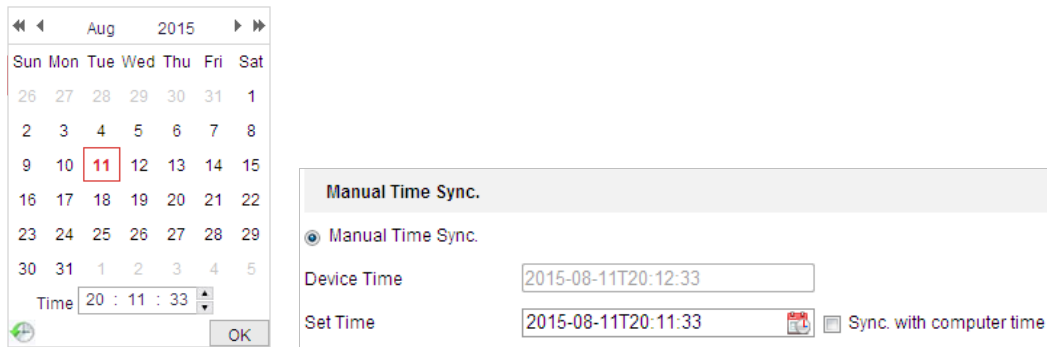 Aug 2015
Sun Mon Tue Wed Thu Fri Sat
26 27 28 29 30 31 1
2 3 4 5 6 7 8
9 10 11 12 13 14 15
16 17 18 19 20 21 22
23 24 25 26 27 28 29
30 31 1 2 3 4 5
Time 20 : 11 : 33
OK
Manual Time Sync.
Manual Time Sync.
Device Time 2015-08-11T20:12:33
Set Time 2015-08-11T20:11:33 Sync. with computer time